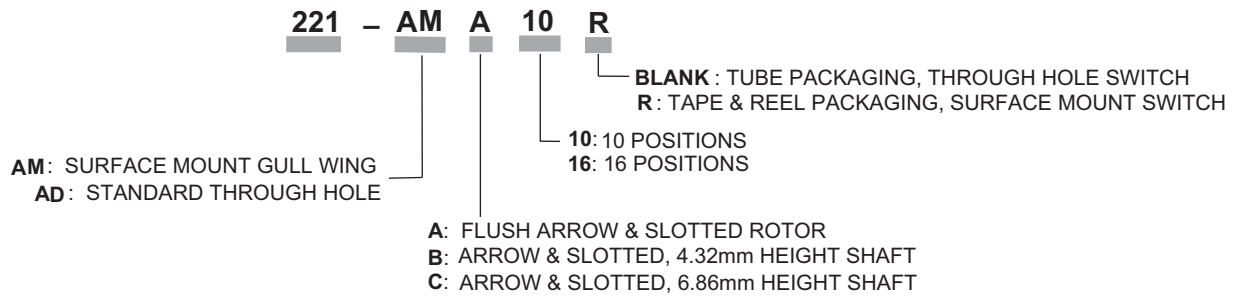 221 – AM A 10 R
BLANK : TUBE PACKAGING, THROUGH HOLE SWITCH
R : TAPE & REEL PACKAGING, SURFACE MOUNT SWITCH
10: 10 POSITIONS
16: 16 POSITIONS
AM: SURFACE MOUNT GULL WING
AD: STANDARD THROUGH HOLE
A: FLUSH ARROW & SLOTTED ROTOR
B: ARROW & SLOTTED, 4.32mm HEIGHT SHAFT
C: ARROW & SLOTTED, 6.86mm HEIGHT SHAFT